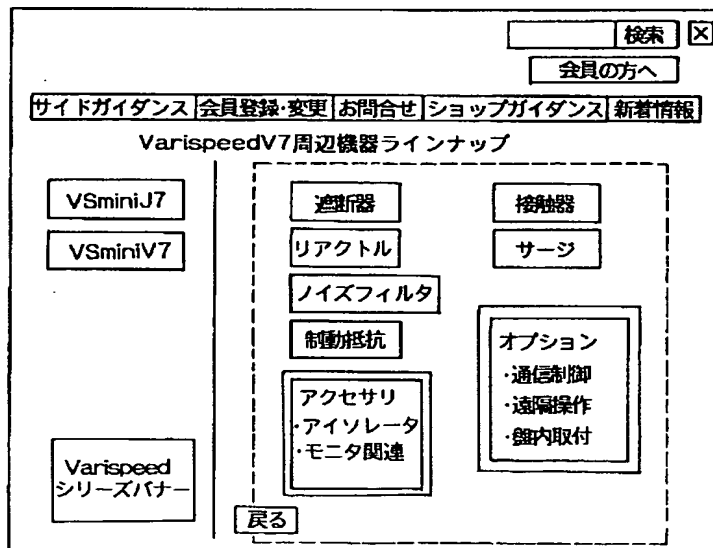 検索
会員の方へ
サイドガイダンス 会員登録・変更 お問合せ ショップガイダンス 新着情報
VarispeedV7周辺機器ラインナップ
VSminiJ7
VSminiV7
Varispeed
シリーズバナー
遮断器
接触器
リアクトル
サージ
ノイズフィルタ
制動抵抗
アクセサリ
・アイソレータ
・モニタ関連
オプション
・通信制御
・遠隔操作
・盤内取付
戻る